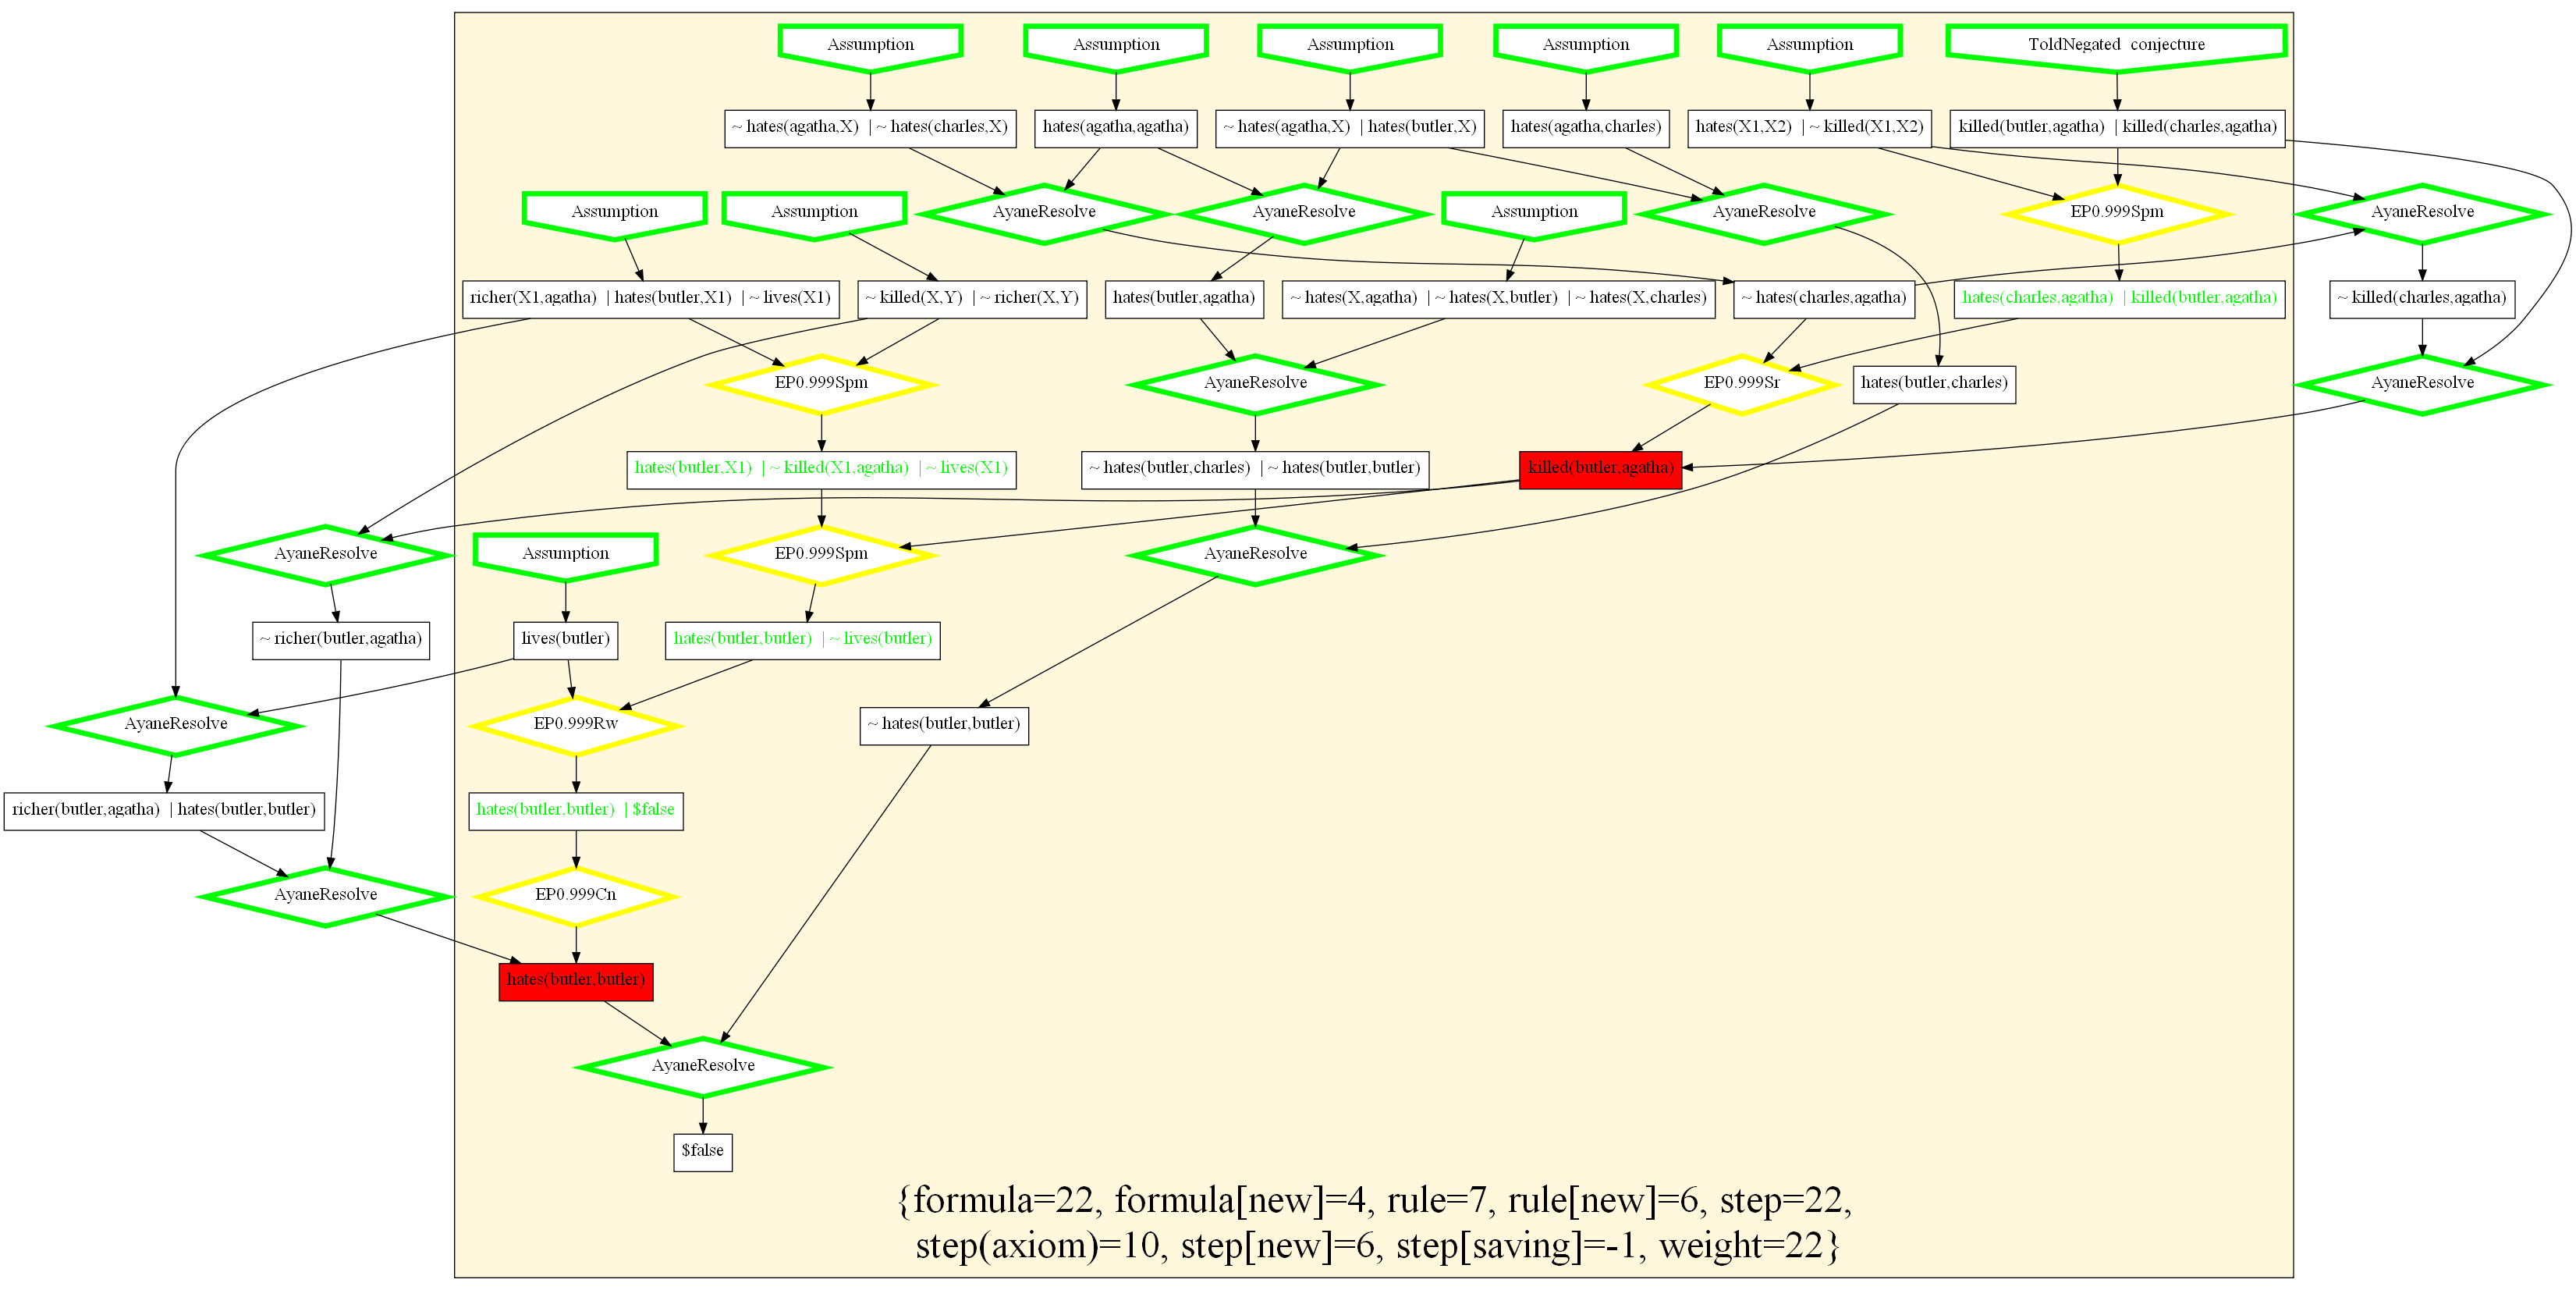 Assumption
Assumption
Assumption
Assumption
Assumption
ToldNegated conjecture
~ hates(agatha,X) | ~ hates(charles,X)
hates(agatha,agatha)
~ hates(agatha,X) | hates(butler,X)
hates(agatha,charles)
hates(X1,X2) | ~ killed(X1,X2)
killed(butler,agatha) | killed(charles,agatha)
Assumption
Assumption
AyaneResolve
AyaneResolve
Assumption
AyaneResolve
EP0.999Spm
AyaneResolve
richer(X1,agatha) | hates(butler,X1) | ~ lives(X1)
~ killed(X,Y) | ~ richer(X,Y)
hates(butler,agatha)
~ hates(X,agatha) | ~ hates(X,butler) | ~ hates(X,charles)
~ hates(charles,agatha)
hates(charles,agatha) | killed(butler,agatha)
~ killed(charles,agatha)
EP0.999Spm
AyaneResolve
EP0.999Sr
hates(butler,charles)
AyaneResolve
hates(butler,X1) | ~ killed(X1,agatha) | ~ lives(X1)
~ hates(butler,charles) | ~ hates(butler,butler)
killed(butler,agatha)
AyaneResolve
Assumption
EP0.999Spm
AyaneResolve
~ richer(butler,agatha)
lives(butler)
hates(butler,butler) | ~ lives(butler)
AyaneResolve
EP0.999Rw
~ hates(butler,butler)
richer(butler,agatha) | hates(butler,butler)
hates(butler,butler) | $false
AyaneResolve
EP0.999Cn
hates(butler,butler)
AyaneResolve
$false
{formula=22, formula[new]=4, rule=7, rule[new]=6, step=22,
step(axiom)=10, step[new]=6, step[saving]=-1, weight=22}